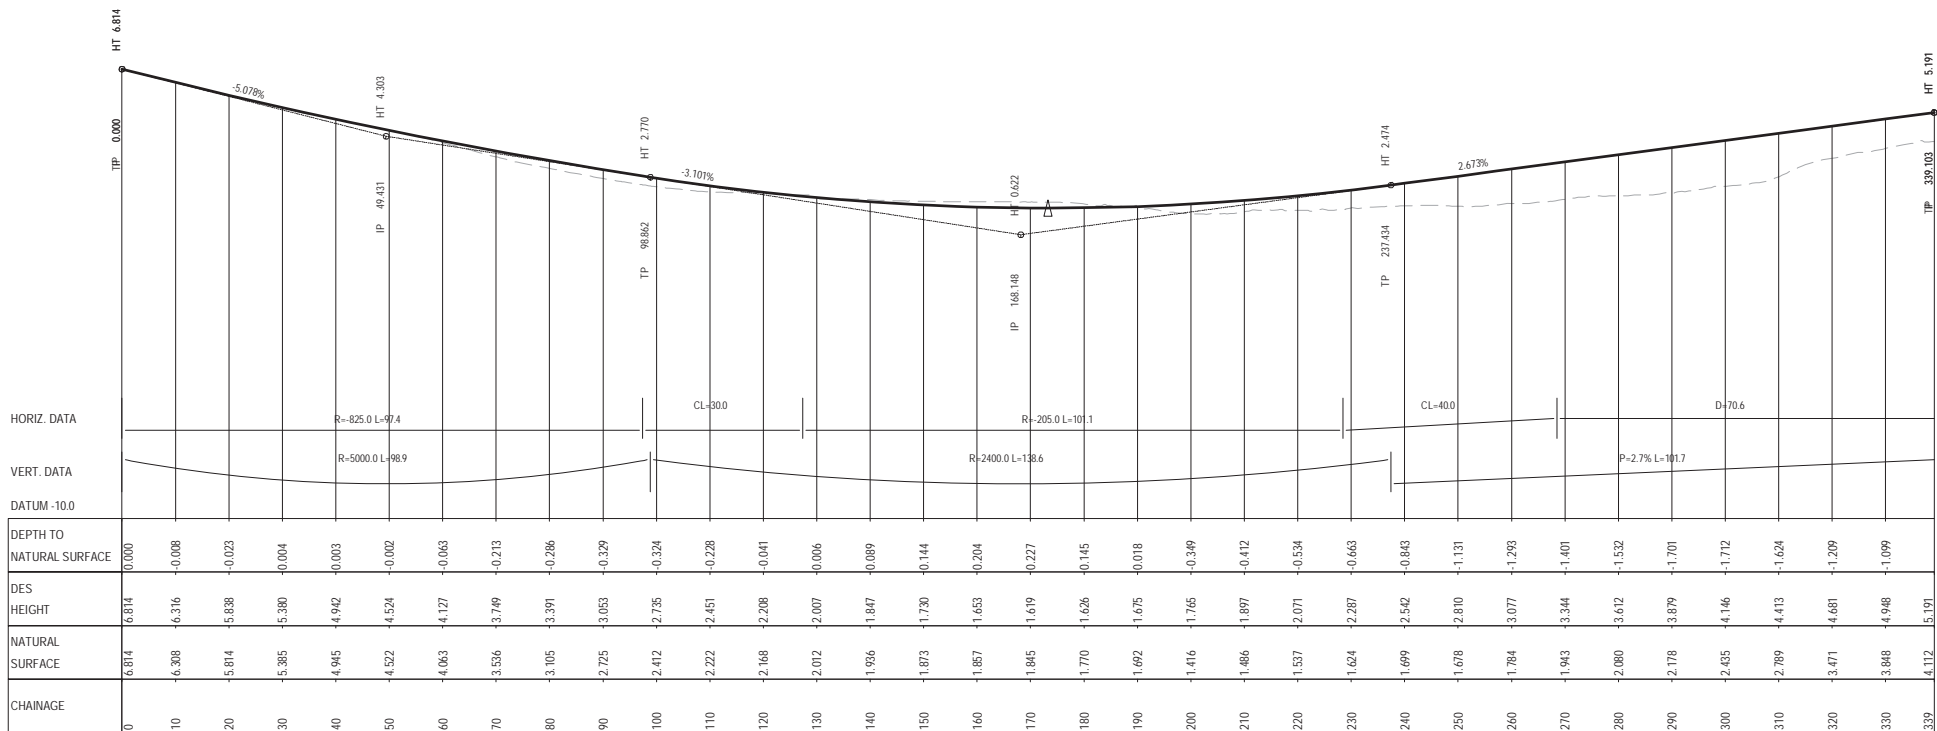 HT 6.814
TP 0.000
-5.078%
HT 4.303
IP 49.431
HT 2.770
TP 98.862
-3.101%
HT 0.622
IP 168.148
HT 2.474
TP 237.434
2.673%
HT 5.191
TP 339.103
HORIZ. DATA
R=-825.0 L=97.4
CL=30.0
R=-205.0 L=101.1
CL=40.0
D=70.6
VERT. DATA
R=5000.0 L=98.9
R=2400.0 L=138.6
P=2.7% L=101.7
DATUM -10.0
DEPTH TO
NATURAL SURFACE 0.000 -0.008 -0.023 0.004 0.003 -0.002 -0.063 -0.213 -0.286 -0.329 -0.324 -0.228 -0.041 0.006 0.089 0.144 0.204 0.227 0.145 0.018 -0.349 -0.412 -0.534 -0.663 -0.843 -1.131 -1.293 -1.401 -1.532 -1.701 -1.712 -1.624 -1.209 -1.099
DES
HEIGHT 6.814 6.316 5.838 5.380 4.942 4.524 4.127 3.749 3.391 3.053 2.735 2.451 2.208 2.007 1.847 1.730 1.653 1.619 1.626 1.675 1.765 1.897 2.071 2.287 2.542 2.810 3.077 3.344 3.612 3.879 4.146 4.413 4.681 4.948 5.191
NATURAL
SURFACE 6.814 6.308 5.814 5.385 4.945 4.522 4.063 3.536 3.105 2.725 2.412 2.222 2.168 2.012 1.936 1.873 1.857 1.845 1.770 1.692 1.416 1.486 1.537 1.624 1.699 1.678 1.784 1.943 2.080 2.178 2.435 2.789 3.471 3.848 4.112
CHAINAGE 0 10 20 30 40 50 60 70 80 90 100 110 120 130 140 150 160 170 180 190 200 210 220 230 240 250 260 270 280 290 300 310 320 330 339